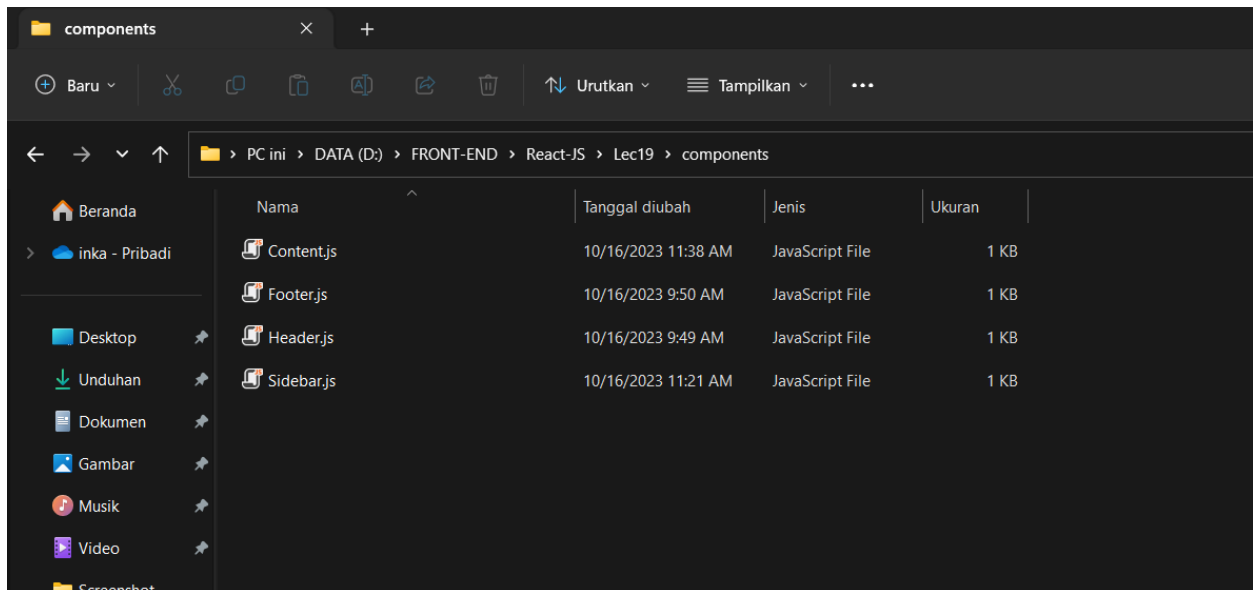 components
Baru
Urutkan
Tampilkan
PC ini > DATA (D:) > FRONT-END > React-JS > Lec19 > components
Beranda
inka - Pribadi
Desktop
Unduhan
Dokumen
Gambar
Musik
Video
Screenshot
Nama Tanggal diubah Jenis Ukuran
Content.js 10/16/2023 11:38 AM JavaScript File 1 KB
Footer.js 10/16/2023 9:50 AM JavaScript File 1 KB
Header.js 10/16/2023 9:49 AM JavaScript File 1 KB
Sidebar.js 10/16/2023 11:21 AM JavaScript File 1 KB